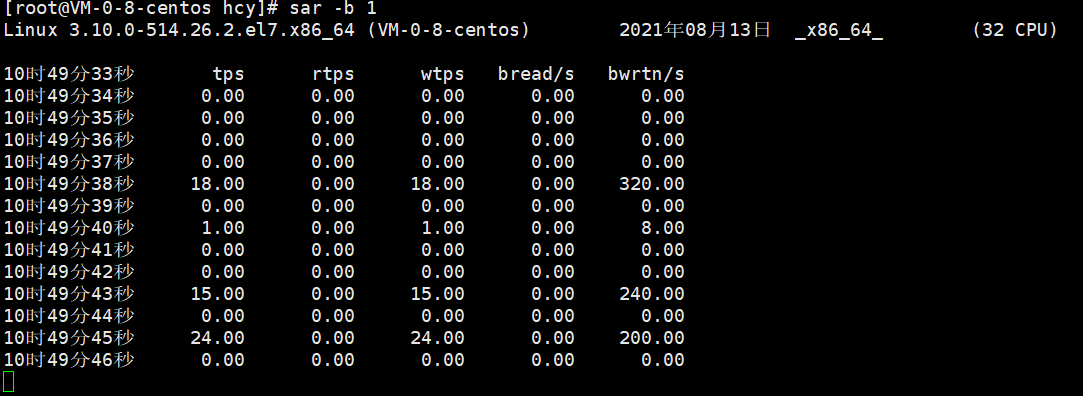 [root@VM-0-8-centos hcy]# sar -b 1
Linux 3.10.0-514.26.2.el7.x86_64 (VM-0-8-centos) 2021年08月13日 _x86_64_ (32 CPU)
10时49分33秒 tps rtps wtps bread/s bwrtn/s
10时49分34秒 0.00 0.00 0.00 0.00 0.00
10时49分35秒 0.00 0.00 0.00 0.00 0.00
10时49分36秒 0.00 0.00 0.00 0.00 0.00
10时49分37秒 0.00 0.00 0.00 0.00 0.00
10时49分38秒 18.00 0.00 18.00 0.00 320.00
10时49分39秒 0.00 0.00 0.00 0.00 0.00
10时49分40秒 1.00 0.00 1.00 0.00 8.00
10时49分41秒 0.00 0.00 0.00 0.00 0.00
10时49分42秒 0.00 0.00 0.00 0.00 0.00
10时49分43秒 15.00 0.00 15.00 0.00 240.00
10时49分44秒 0.00 0.00 0.00 0.00 0.00
10时49分45秒 24.00 0.00 24.00 0.00 200.00
10时49分46秒 0.00 0.00 0.00 0.00 0.00